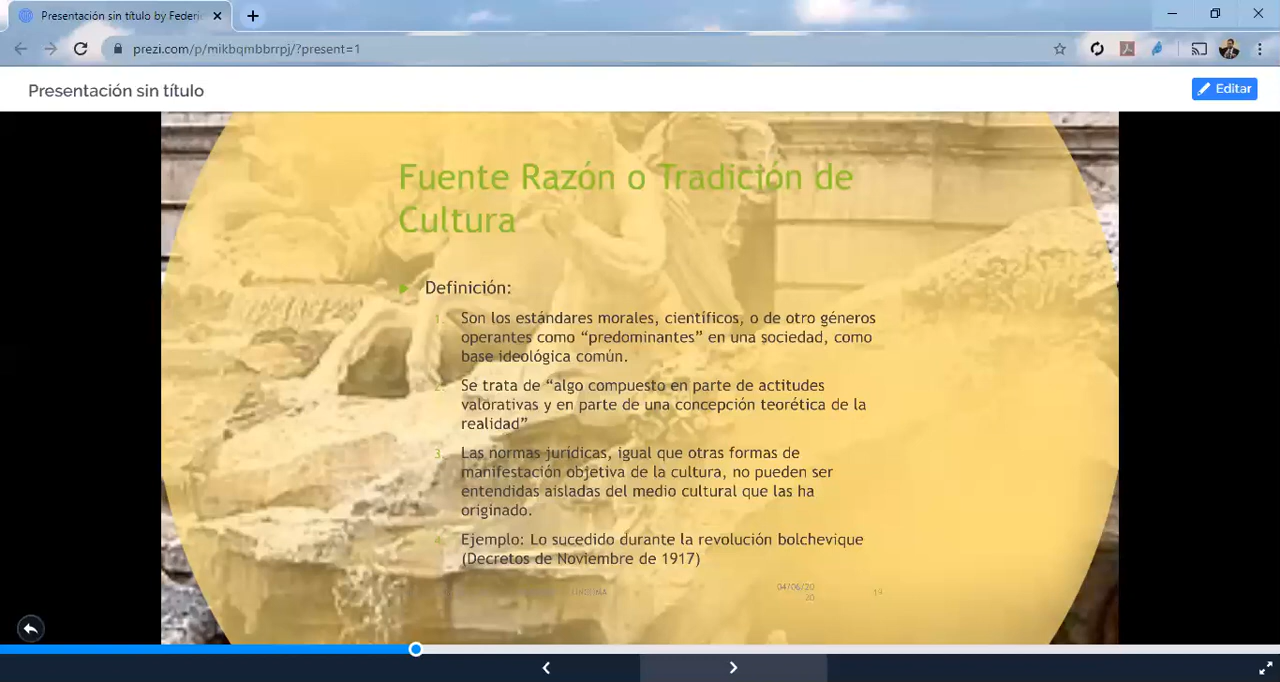 Presentación sin título by Federic
prezi.com/p/mikbqmbbrrpj/?present=1
Presentación sin título
Editar
Fuente Razón o Tradición de
Cultura
Definición:
1. Son los estándares morales, científicos, o de otro géneros
operantes como “predominantes” en una sociedad, como
base ideológica común.
2. Se trata de “algo compuesto en parte de actitudes
valorativas y en parte de una concepción teorética de la
realidad”
3. Las normas jurídicas, igual que otras formas de
manifestación objetiva de la cultura, no pueden ser
entendidas aisladas del medio cultural que las ha
originado.
4. Ejemplo: Lo sucedido durante la revolución bolchevique
(Decretos de Noviembre de 1917)
04/06/20
20
19